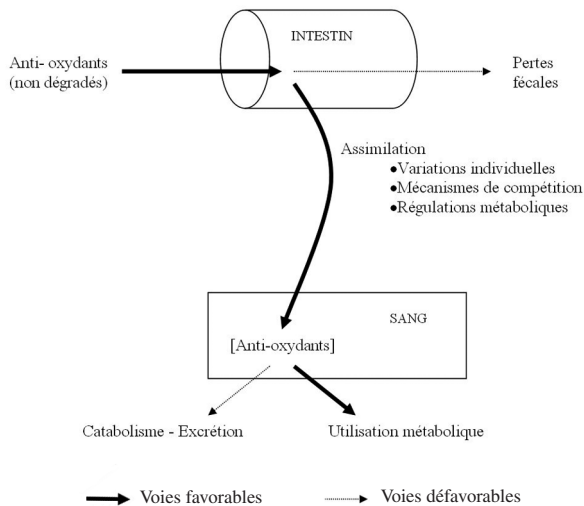 INTESTIN
Anti- oxydants
(non dégradés)
Pertes
fécales
Assimilation
●Variations individuelles
●Mécanismes de compétition
●Régulations métaboliques
SANG
[Anti-oxydants]
Catabolisme - Excrétion
Utilisation métabolique
Voies favorables
Voies défavorables